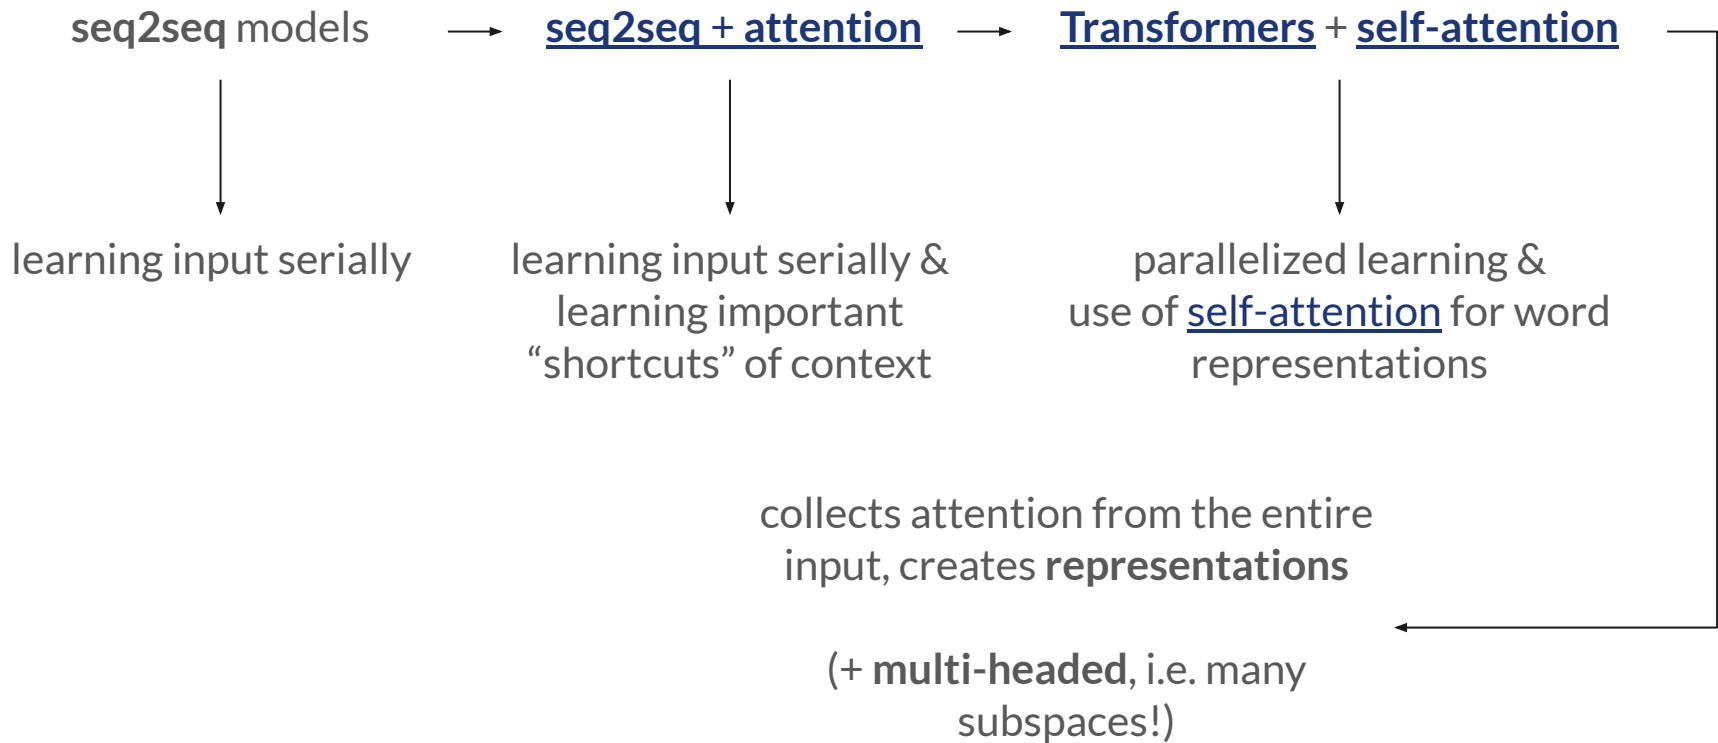 seq2seq models
seq2seq + attention
Transformers + self-attention
learning input serially
learning input serially &
learning important
“shortcuts” of context
parallelized learning &
use of self-attention for word
representations
collects attention from the entire
input, creates representations
(+ multi-headed, i.e. many
subspaces!)